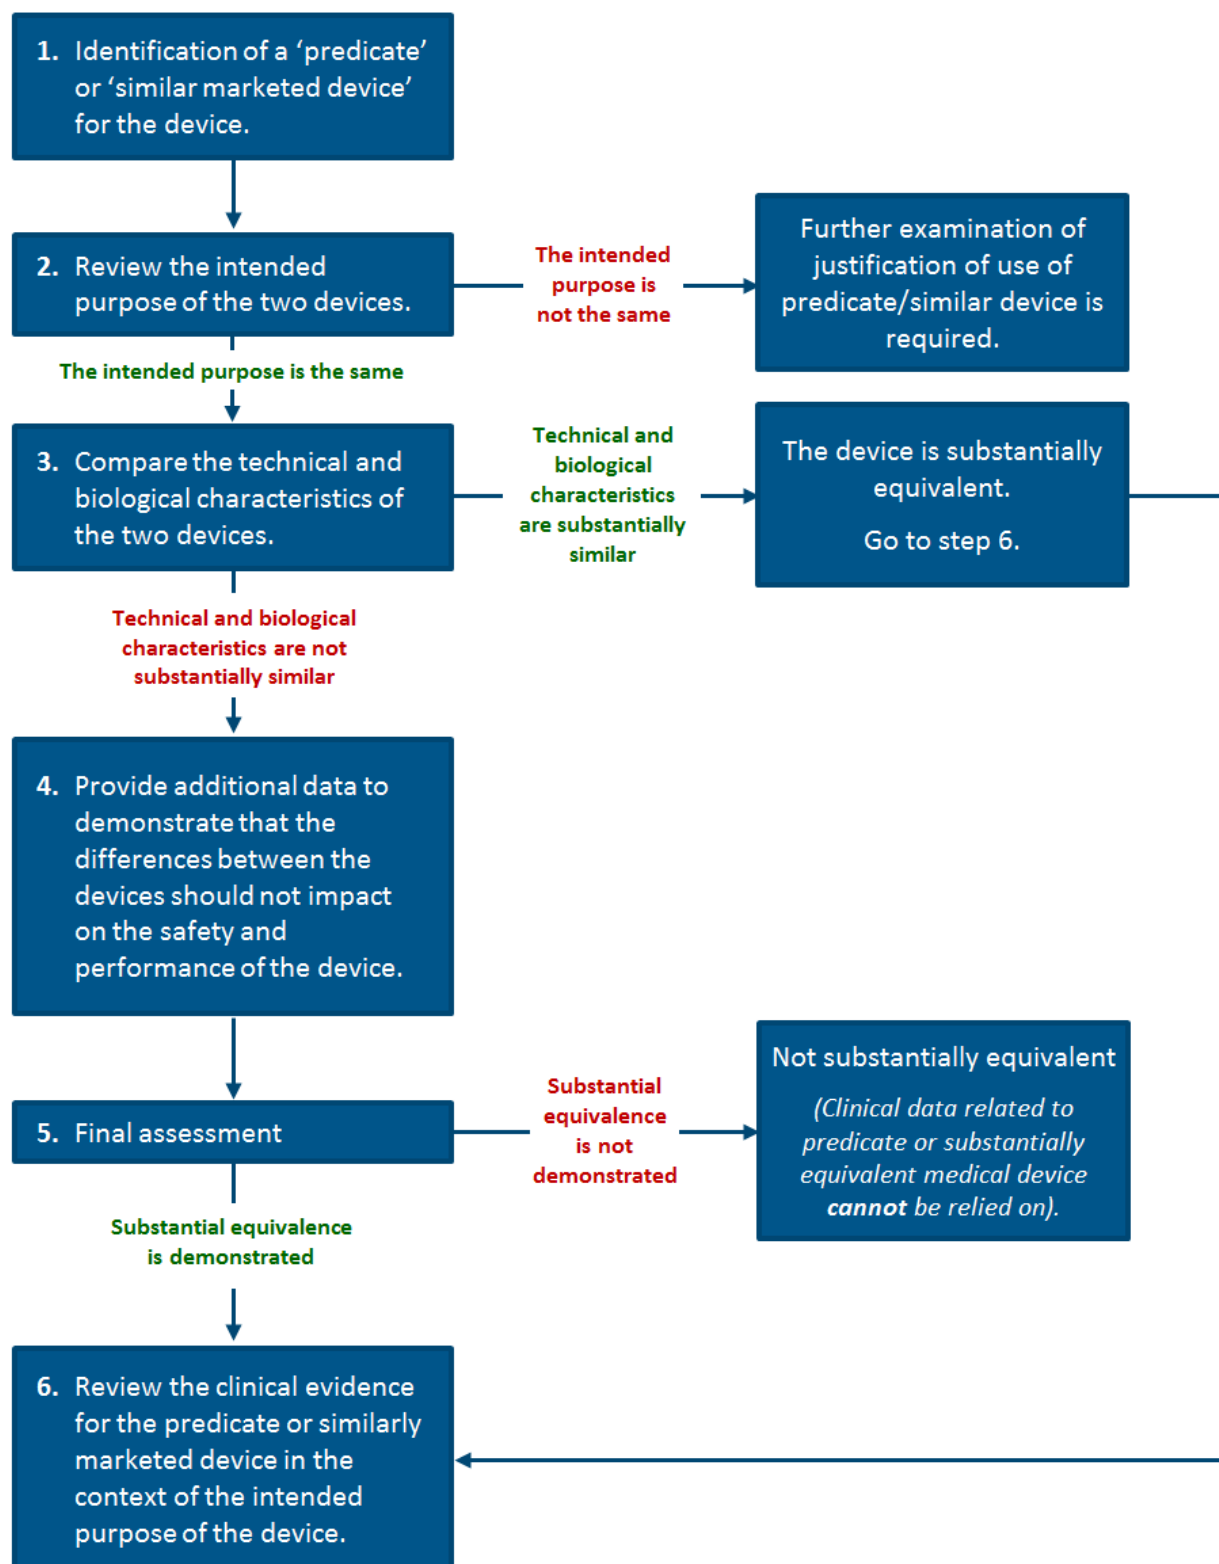 1. Identification of a ‘predicate’
or ‘similar marketed device’
for the device.
2. Review the intended
purpose of the two devices.
The intended
purpose is
not the same
Further examination of
justification of use of
predicate/similar device is
required.
The intended purpose is the same
3. Compare the technical and
biological characteristics of
the two devices.
Technical and
biological
characteristics
are substantially
similar
The device is substantially
equivalent.
Go to step 6.
Technical and biological
characteristics are not
substantially similar
4. Provide additional data to
demonstrate that the
differences between the
devices should not impact
on the safety and
performance of the device.
5. Final assessment
Substantial
equivalence
is not
demonstrated
Not substantially equivalent
(Clinical data related to
predicate or substantially
equivalent medical device
cannot be relied on).
Substantial equivalence
is demonstrated
6. Review the clinical evidence
for the predicate or similarly
marketed device in the
context of the intended
purpose of the device.